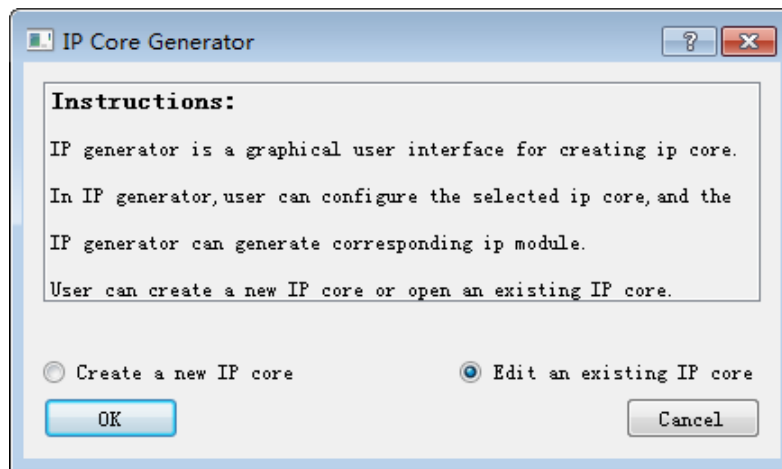 IP Core Generator
Instructions:
IP generator is a graphical user interface for creating ip core.
In IP generator, user can configure the selected ip core, and the
IP generator can generate corresponding ip module.
User can create a new IP core or open an existing IP core.
Create a new IP core
Edit an existing IP core
OK
Cancel